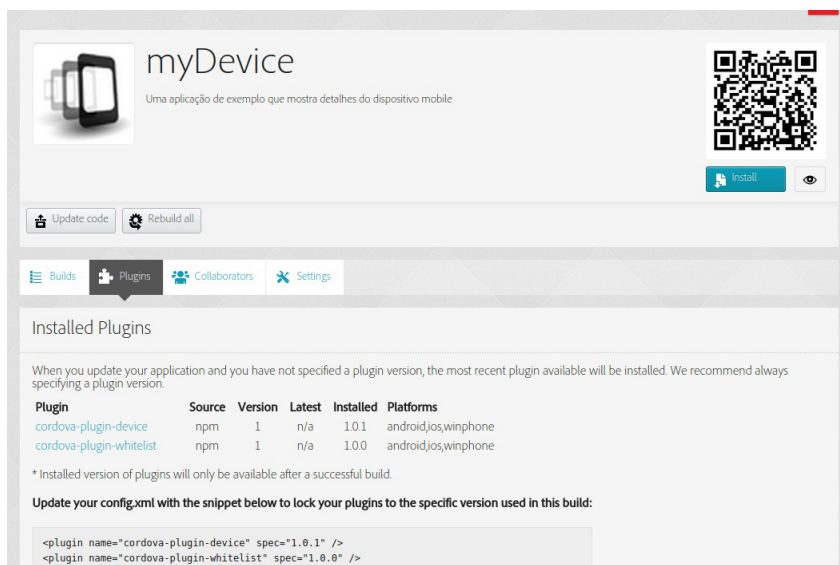 myDevice
Uma aplicação de exemplo que mostra detalhes do dispositivo mobile
Install
Update code
Rebuild all
Builds
Plugins
Collaborators
Settings
Installed Plugins
When you update your application and you have not specified a plugin version, the most recent plugin available will be installed. We recommend always
specifying a plugin version.
Plugin Source Version Latest Installed Platforms
cordova-plugin-device npm 1 n/a 1.0.1 android,ios,winphone
cordova-plugin-whitelist npm 1 n/a 1.0.0 android,ios,winphone
* Installed version of plugins will only be available after a successful build.
Update your config.xml with the snippet below to lock your plugins to the specific version used in this build:
<plugin name="cordova-plugin-device" spec="1.0.1" />
<plugin name="cordova-plugin-whitelist" spec="1.0.0" />